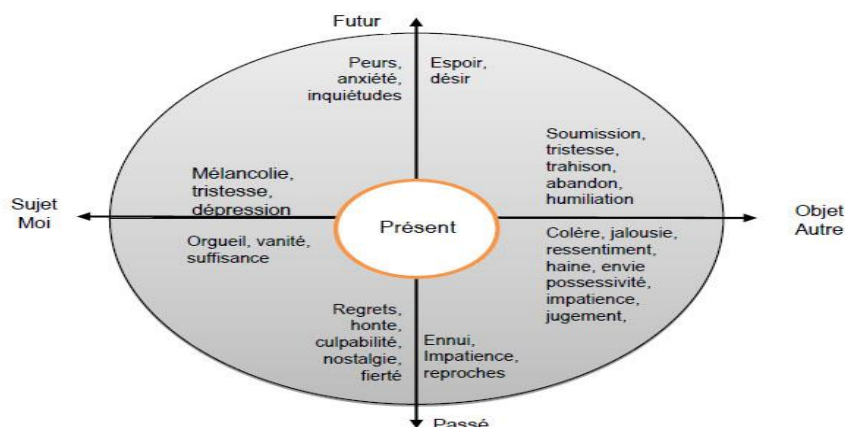 Futur
Peurs,
anxiété,
inquiétudes
Espoir,
désir
Soumission,
tristesse,
trahison,
abandon,
humiliation
Mélancolie,
tristesse,
dépression
Sujet
Moi
Présent
Objet
Autre
Orgueil, vanité,
suffisance
Colère, jalousie,
ressentiment,
haine, envie
possessivité,
impatience,
jugement,
Regrets,
honte,
culpabilité,
nostalgie,
fierté
Ennui,
Impatience,
reproches
Passé